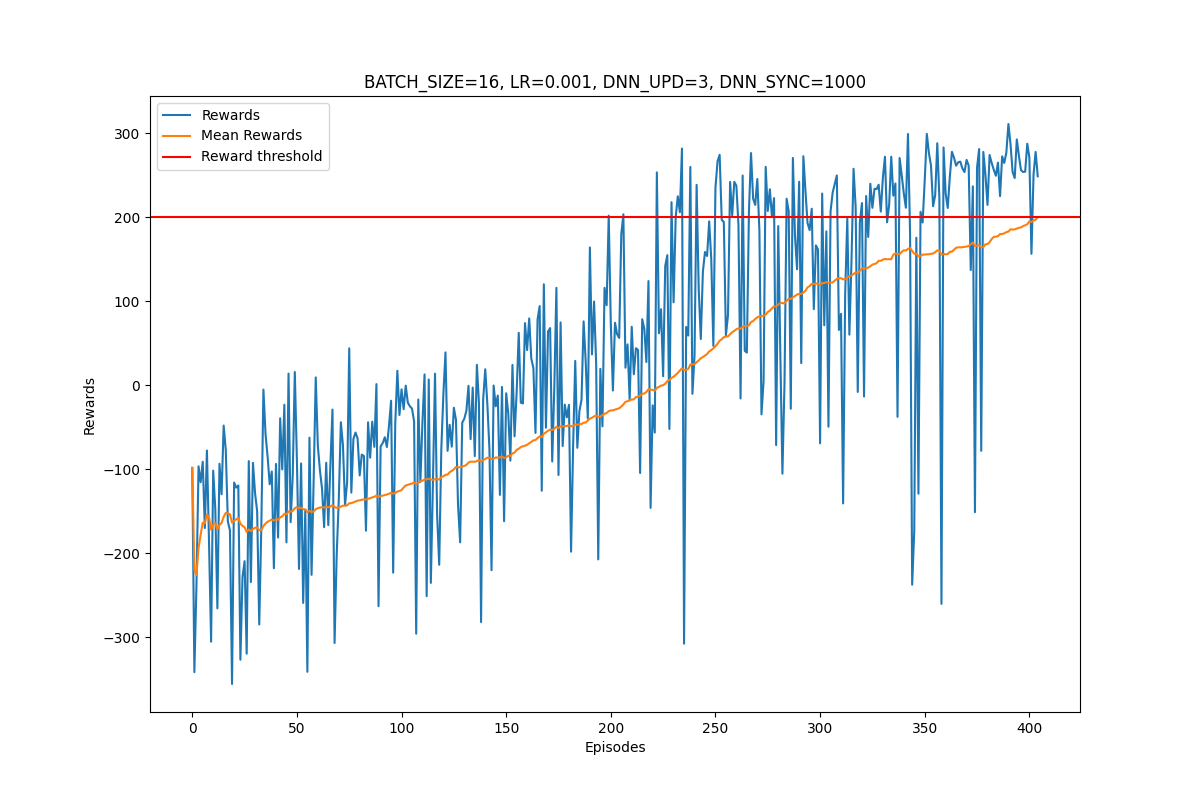 BATCH_SIZE=16, LR=0.001, DNN_UPD=3, DNN_SYNC=1000
Rewards
Mean Rewards
Reward threshold
300
200
100
0
−100
−200
−300
Rewards
0 50 100 150 200 250 300 350 400
Episodes